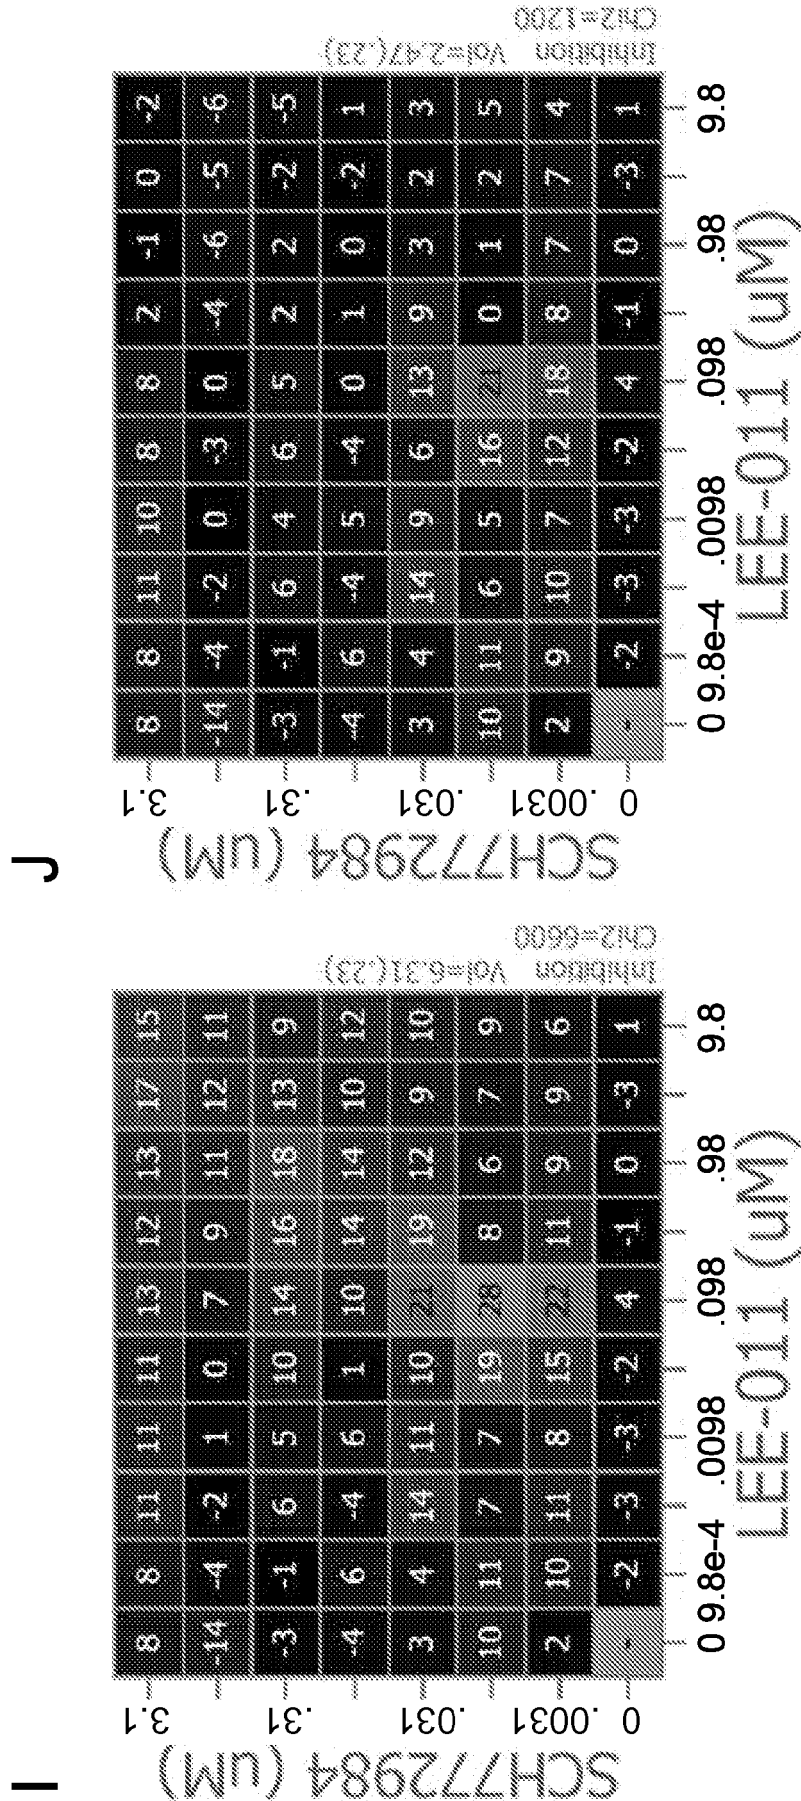 I
SCH772984 (uM)
3.1 8 8 11 11 11 13 12 13 17 15
-14 -4 -2 1 0 7 9 11 12 11
.31 -3 -1 6 5 10 14 16 18 13 9
-4 6 -4 6 1 10 14 14 10 12
.031 3 4 14 11 10 21 19 12 9 10
10 11 7 7 19 28 8 6 7 9
.0031 2 10 11 8 15 22 11 9 9 6
0 - -2 -3 -3 -2 4 -1 0 -3 1
0 9.8e-4 .0098 .098 .98 9.8
LEE-011 (uM)
Inhibition Vol=6.31(.23)
Chi2=6600
J
SCH772984 (uM)
3.1 8 8 11 10 8 8 2 -1 0 -2
-14 -4 -2 0 -3 0 -4 -6 -5 -6
.31 -3 -1 6 4 6 5 2 2 -2 -5
-4 6 -4 5 -4 0 1 0 -2 1
.031 3 4 14 9 6 13 9 3 2 3
10 11 6 5 16 21 0 1 2 5
.0031 2 9 10 7 12 18 8 7 7 4
0 - -2 -3 -3 -2 4 -1 0 -3 1
0 9.8e-4 .0098 .098 .98 9.8
LEE-011 (uM)
Inhibition Vol=2.47(.23)
Chi2=1200